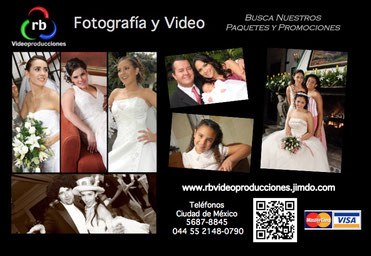 rb
Videoproducciones
Fotografía y Video
BUSCA NUESTROS
PAQUETES Y PROMOCIONES
www.rbvideoproducciones.jimdo.com
Teléfonos
Ciudad de México
5687-8845
044 55 2148-0790
MasterCard
VISA